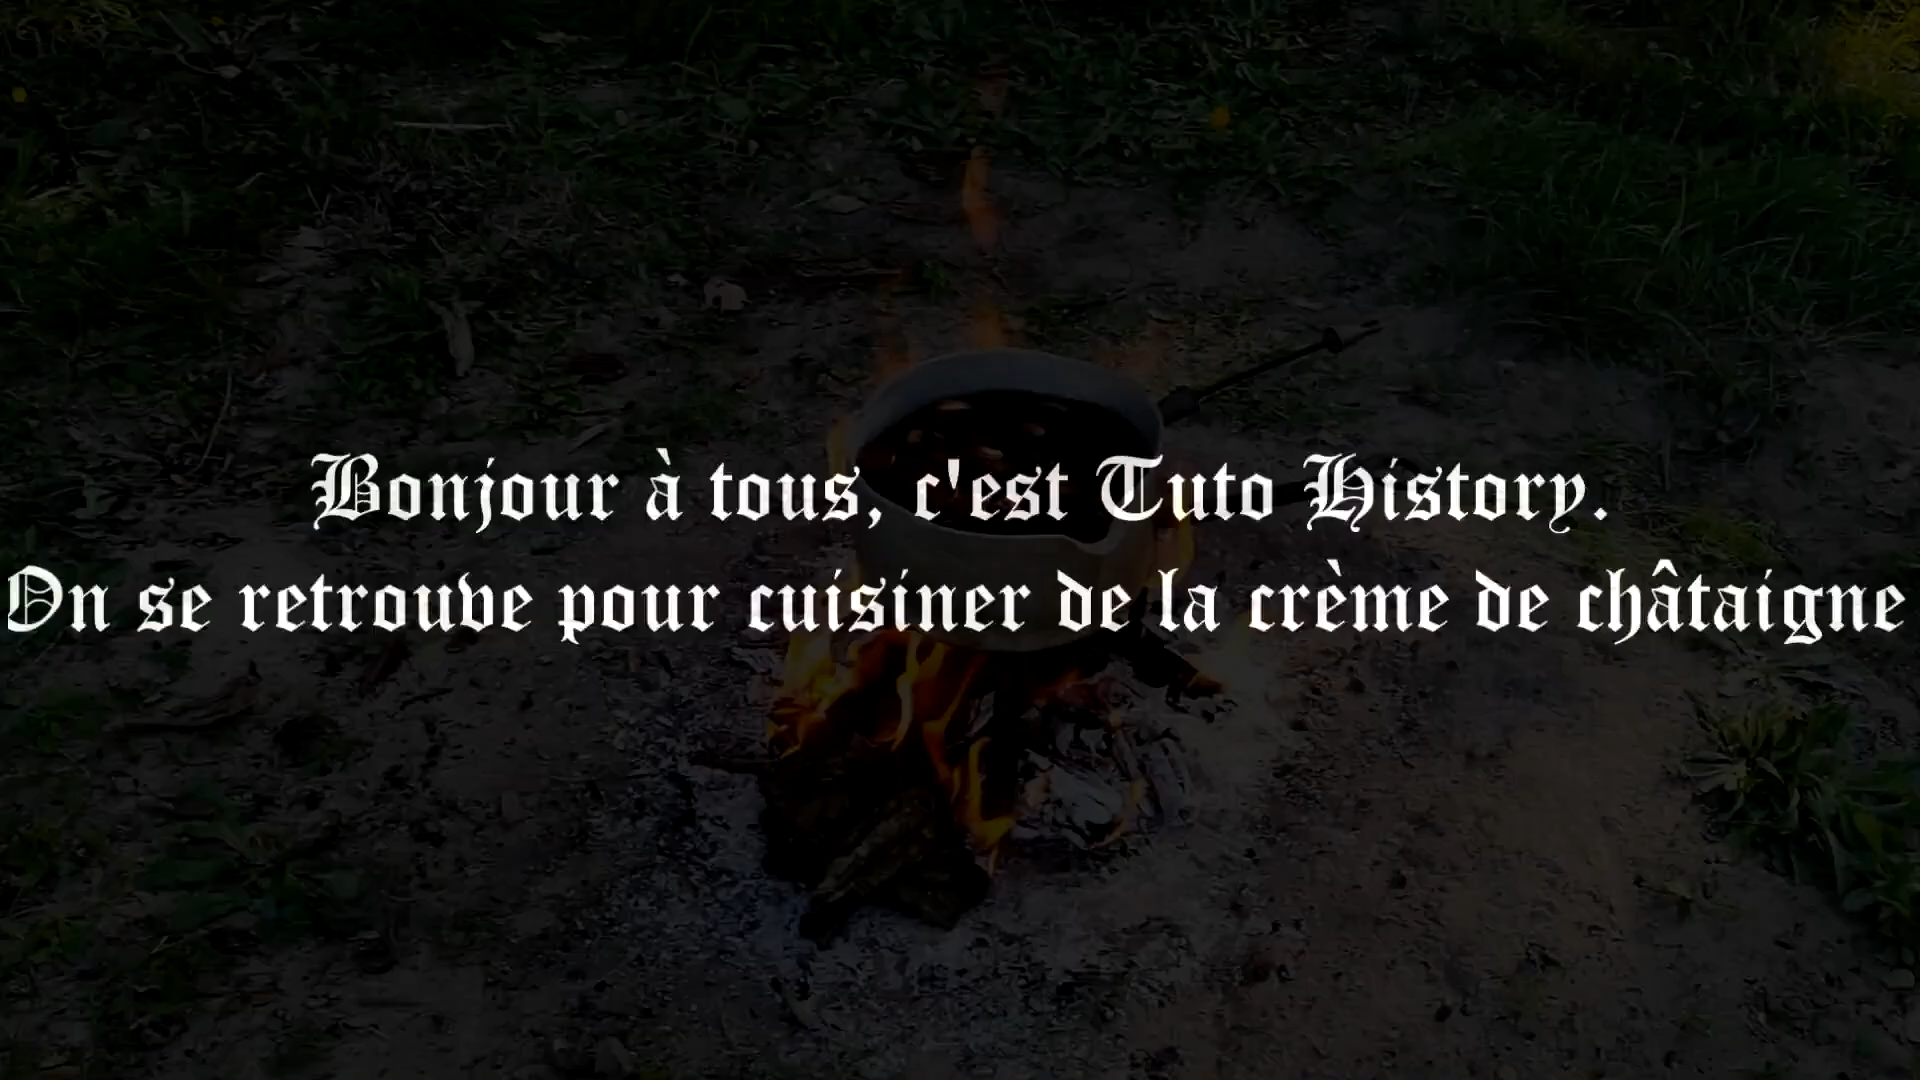 Bonjour à tous, c'est Tuto History.
On se retrouve pour cuisiner de la crème de châtaigne